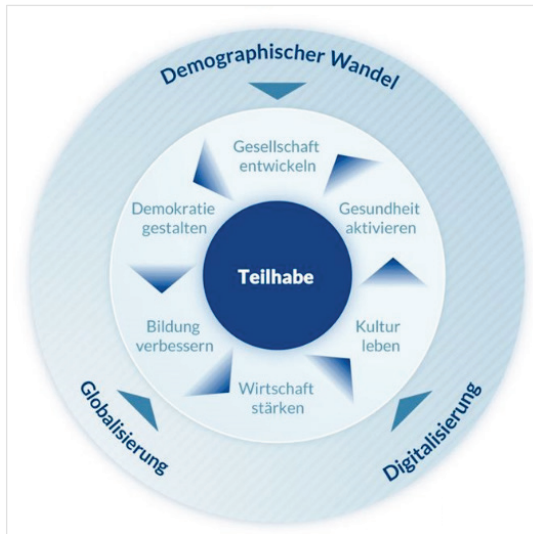 Demographischer Wandel
Gesellschaft
entwickeln
Demokratie
gestalten
Gesundheit
aktivieren
Teilhabe
Bildung
verbessern
Kultur
leben
Wirtschaft
stärken
Globalisierung
Digitalisierung